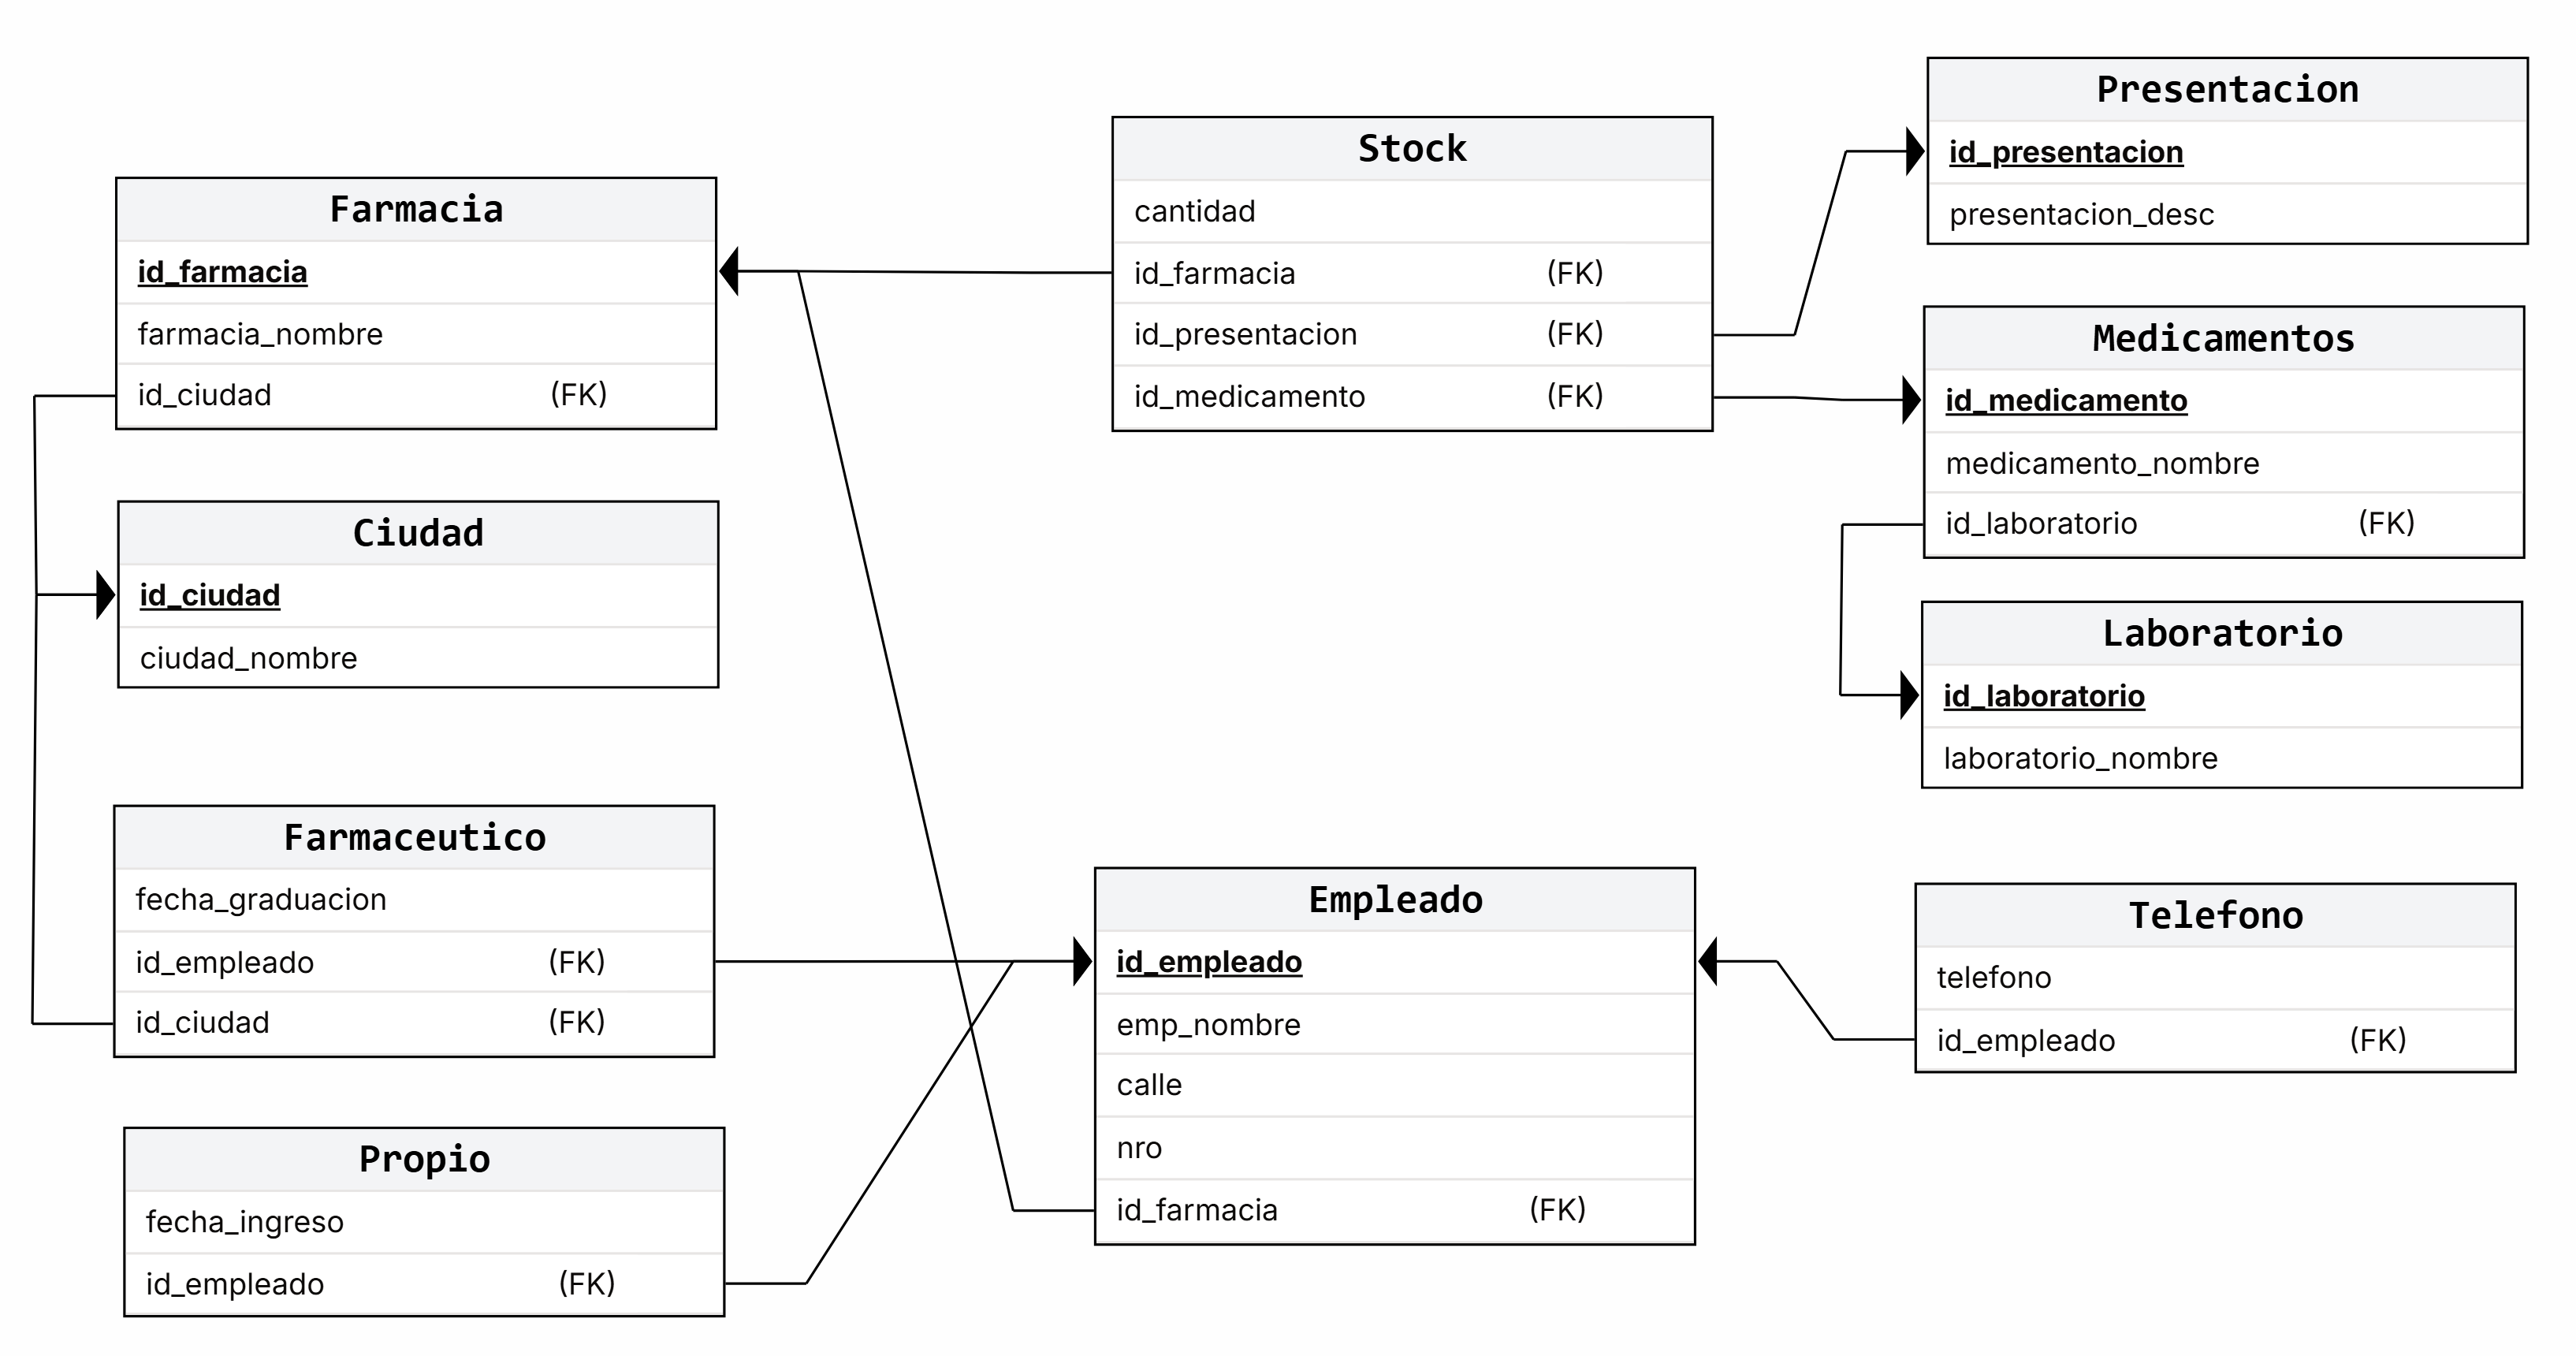 Farmacia
id_farmacia
farmacia_nombre
id_ciudad (FK)
Ciudad
id_ciudad
ciudad_nombre
Farmaceutico
fecha_graduacion
id_empleado (FK)
id_ciudad (FK)
Propio
fecha_ingreso
id_empleado (FK)
Stock
cantidad
id_farmacia (FK)
id_presentacion (FK)
id_medicamento (FK)
Empleado
id_empleado
emp_nombre
calle
nro
id_farmacia (FK)
Presentacion
id_presentacion
presentacion_desc
Medicamentos
id_medicamento
medicamento_nombre
id_laboratorio (FK)
Laboratorio
id_laboratorio
laboratorio_nombre
Telefono
telefono
id_empleado (FK)